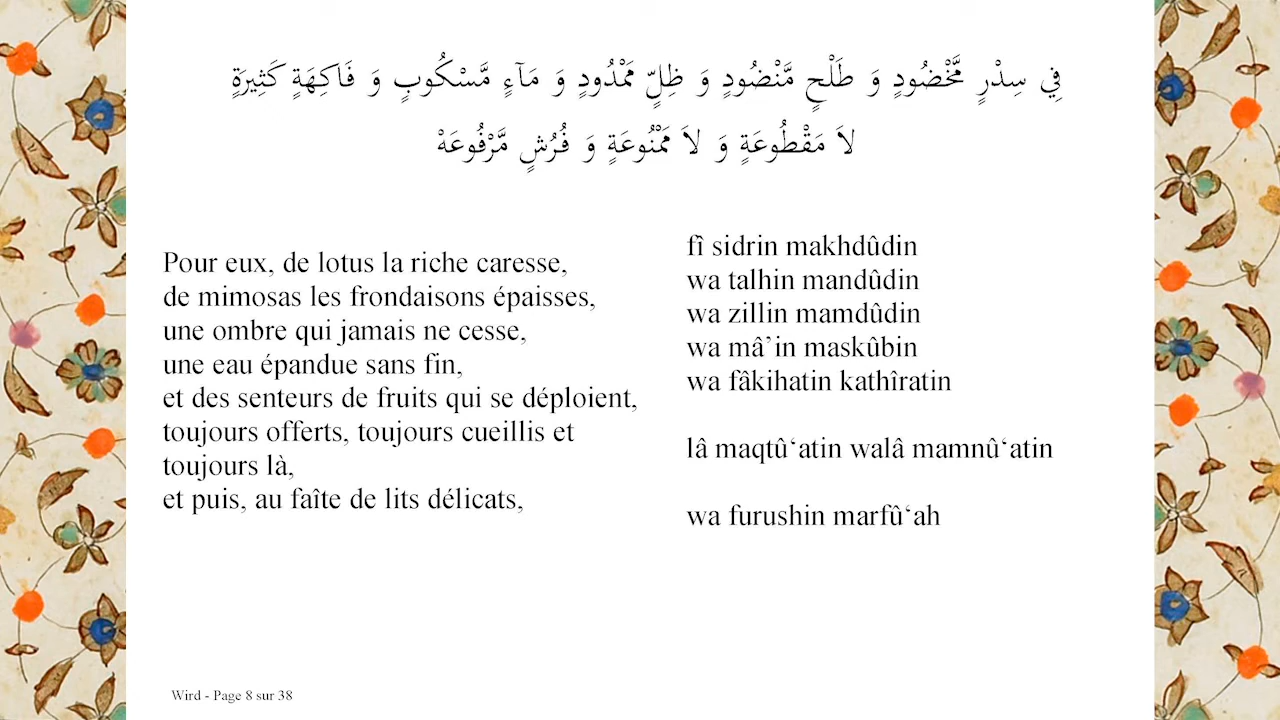 فِي سِدْرٍ مَّخْضُودٍ وَ طَلْحٍ مَّنْضُودٍ وَ ظِلٍّ مَمْدُودٍ وَ مَآءٍ مَّسْكُوبٍ وَ فَاكِهَةٍ كَثِيرَةٍ
لاَ مَقْطُوعَةٍ وَ لاَ مَمْنُوعَةٍ وَ فُرُشٍ مَّرْفُوعَهْ
Pour eux, de lotus la riche caresse,
de mimosas les frondaisons épaisses,
une ombre qui jamais ne cesse,
une eau épandue sans fin,
et des senteurs de fruits qui se déploient,
toujours offerts, toujours cueillis et
toujours là,
et puis, au faîte de lits délicats,
fî sidrin makhdûdin
wa talhin mandûdin
wa zillin mamdûdin
wa mâ’in maskûbin
wa fâkihatin kathîratin
lâ maqtû‘atin walâ mamnû‘atin
wa furushin marfû‘ah
Wird - Page 8 sur 38